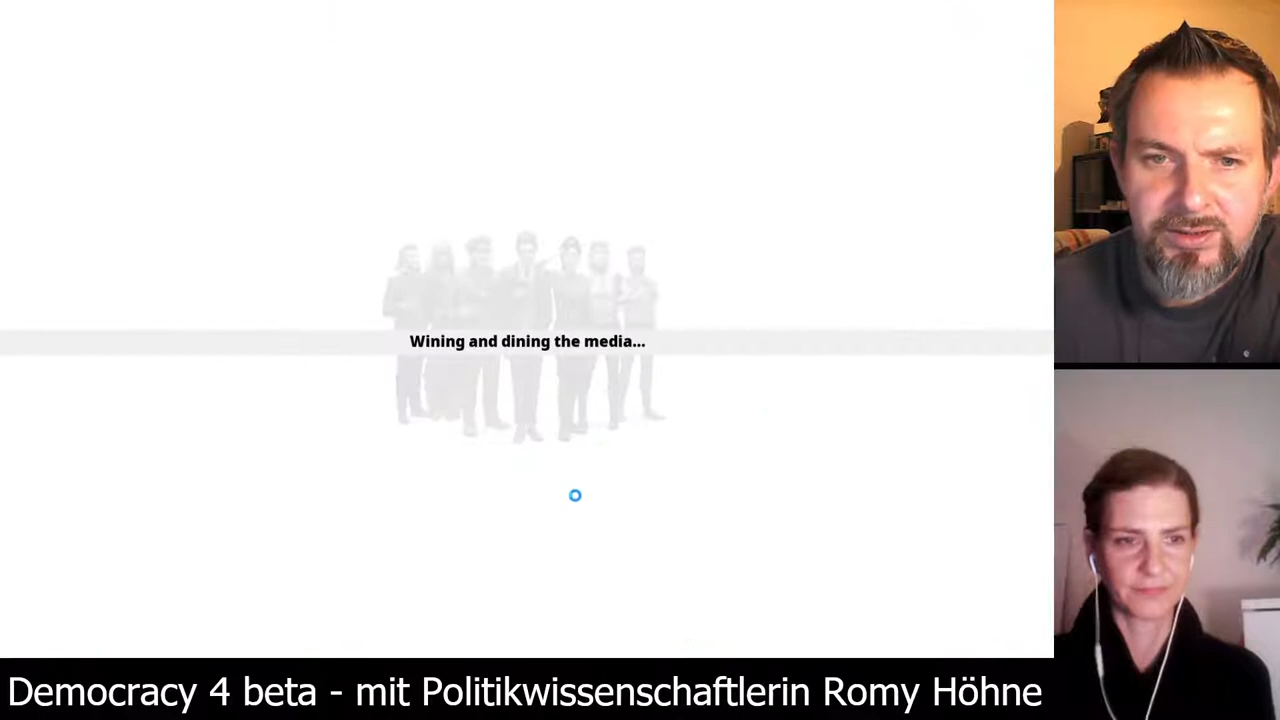 Wining and dining the media...
Democracy 4 beta - mit Politikwissenschaftlerin Romy Höhne